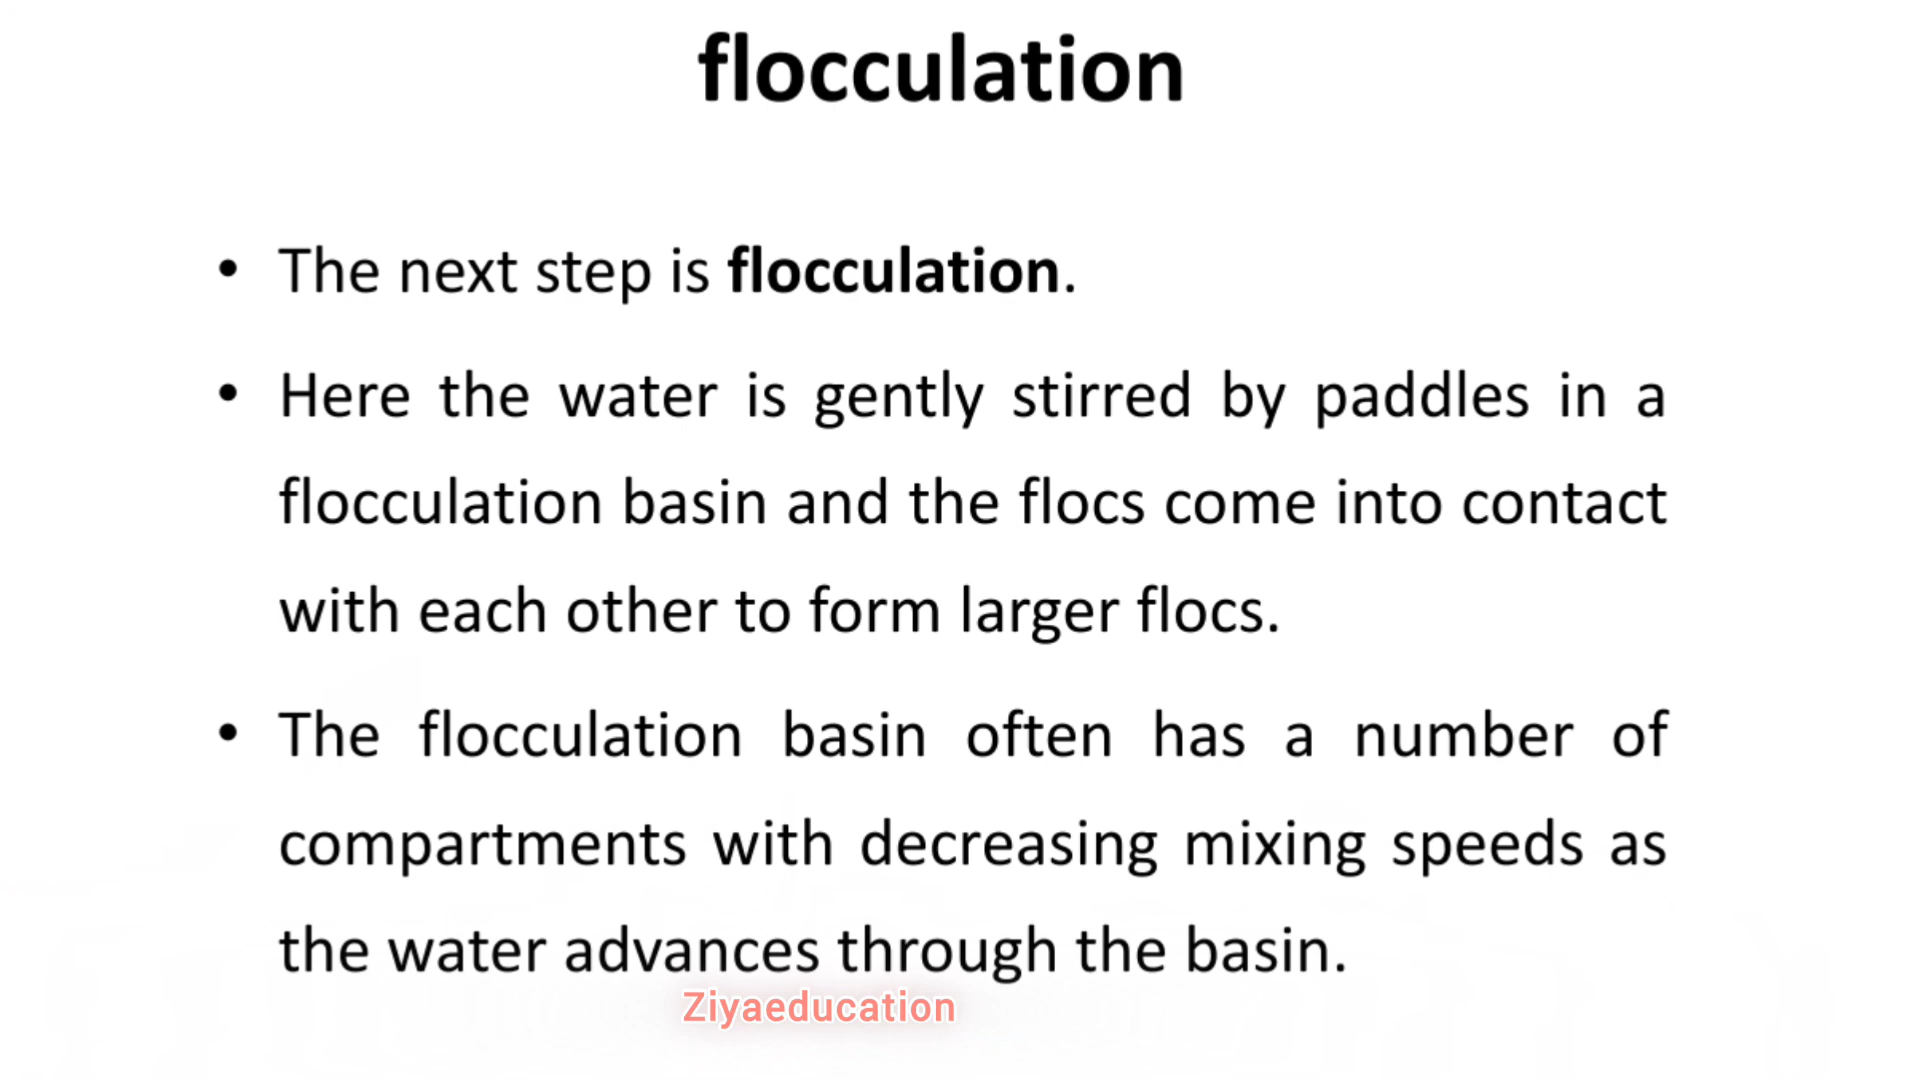 flocculation
• The next step is flocculation.
• Here the water is gently stirred by paddles in a
flocculation basin and the flocs come into contact
with each other to form larger flocs.
• The flocculation basin often has a number of
compartments with decreasing mixing speeds as
the water advances through the basin.
Ziyaeducation